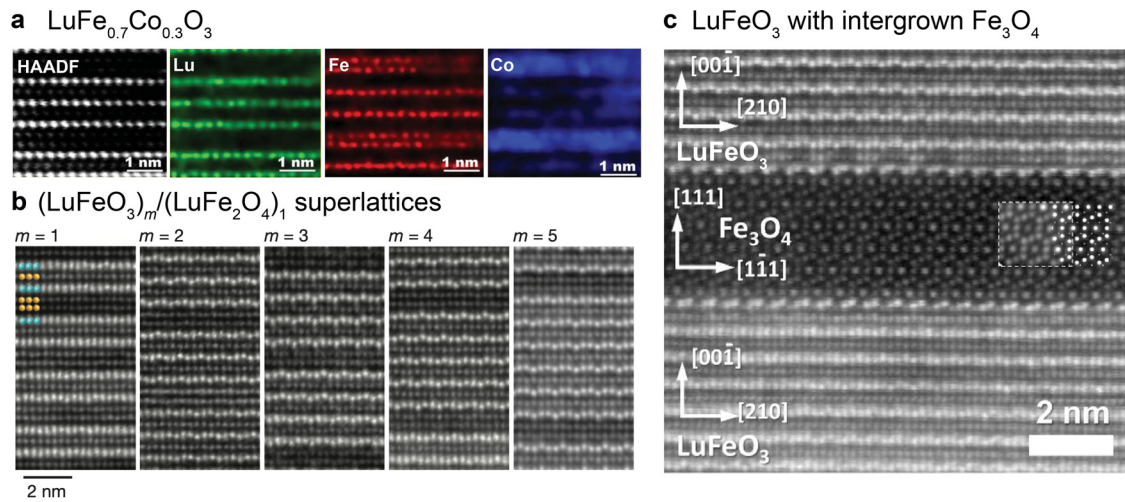 a LuFe0.7Co0.3O3
HAADF
1 nm
Lu
1 nm
Fe
1 nm
Co
1 nm
b (LuFeO3)m/(LuFe2O4)1 superlattices
m = 1
m = 2
m = 3
m = 4
m = 5
2 nm
c LuFeO3 with intergrown Fe3O4
[001̄]
[210]
LuFeO3
[111]
Fe3O4
[11̄1]
[001̄]
[210]
LuFeO3
2 nm